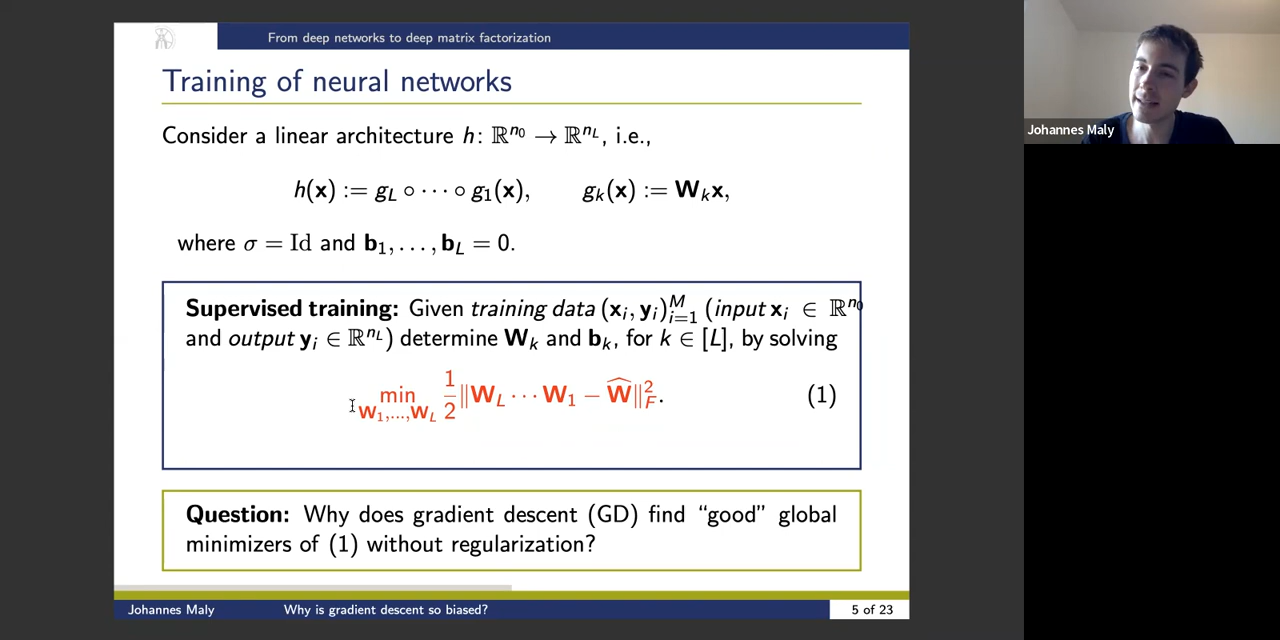 From deep networks to deep matrix factorization
Training of neural networks
Johannes Maly
Consider a linear architecture h: ℝⁿ⁰ → ℝⁿᴸ, i.e.,
h(x) := g_L ∘ ··· ∘ g_1(x), g_k(x) := W_k x,
where σ = Id and b_1, ..., b_L = 0.
Supervised training: Given training data (x_i, y_i)_{i=1}^M (input x_i ∈ ℝ^{n_0}
and output y_i ∈ ℝ^{n_L}) determine W_k and b_k, for k ∈ [L], by solving
min_{W_1,...,W_L} 1/2 ‖W_L ··· W_1 − Ŵ‖_F^2. (1)
Question: Why does gradient descent (GD) find “good” global
minimizers of (1) without regularization?
Johannes Maly Why is gradient descent so biased? 5 of 23